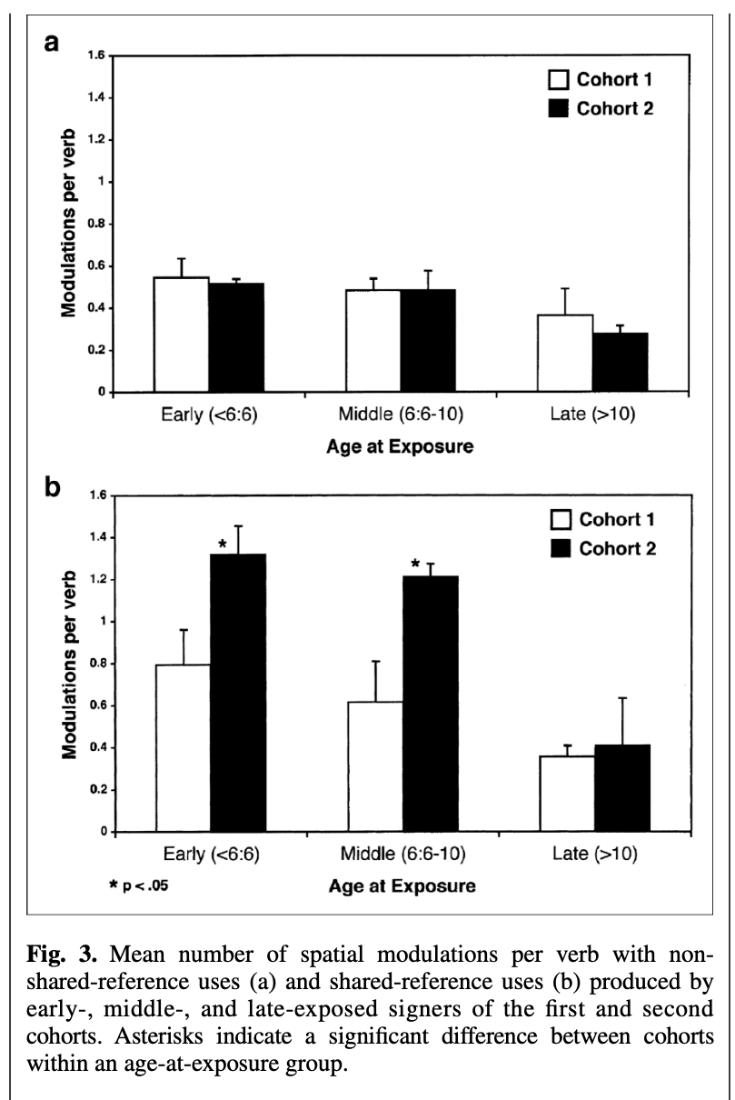 a
1.6
1.4
1.2
1
0.8
0.6
0.4
0.2
0
Modulations per verb
Cohort 1
Cohort 2
Early (<6:6)
Middle (6:6-10)
Late (>10)
Age at Exposure
b
1.6
1.4
1.2
1
0.8
0.6
0.4
0.2
0
Modulations per verb
Cohort 1
Cohort 2
*
*
Early (<6:6)
Middle (6:6-10)
Late (>10)
* p < .05
Age at Exposure
Fig. 3. Mean number of spatial modulations per verb with non-
shared-reference uses (a) and shared-reference uses (b) produced by
early-, middle-, and late-exposed signers of the first and second
cohorts. Asterisks indicate a significant difference between cohorts
within an age-at-exposure group.